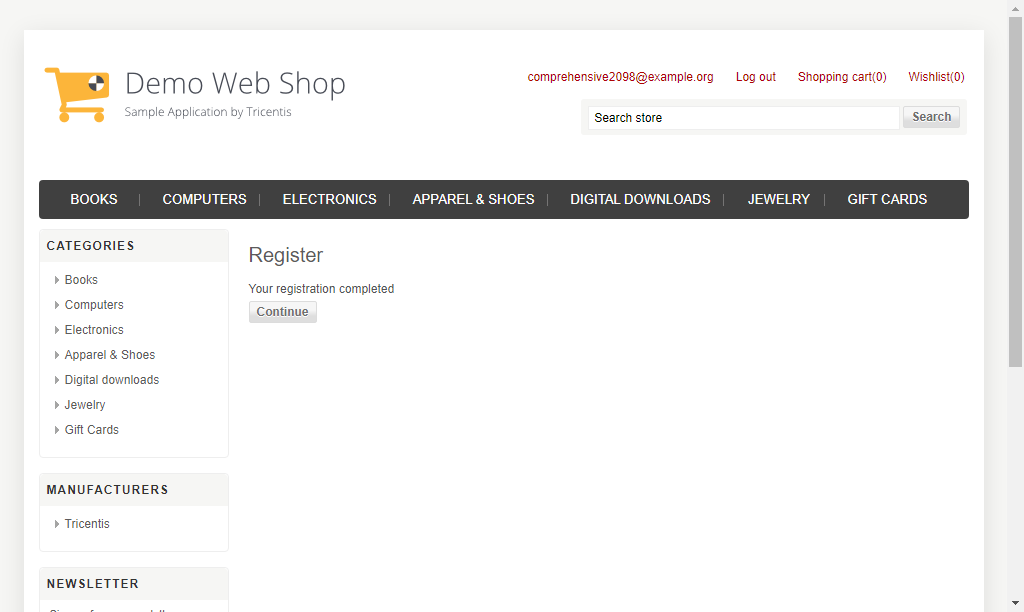 Demo Web Shop
Sample Application by Tricentis
comprehensive2098@example.org Log out Shopping cart(0) Wishlist(0)
Search store Search
BOOKS COMPUTERS ELECTRONICS APPAREL & SHOES DIGITAL DOWNLOADS JEWELRY GIFT CARDS
CATEGORIES
Books
Computers
Electronics
Apparel & Shoes
Digital downloads
Jewelry
Gift Cards
MANUFACTURERS
Tricentis
NEWSLETTER
Register
Your registration completed
Continue